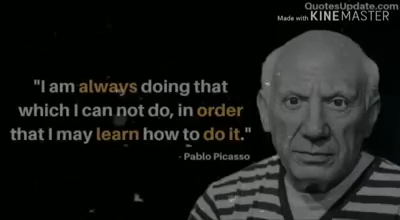 QuotesUpdate.com
Made with KINEMASTER
"I am always doing that
which I can not do, in order
that I may learn how to do it."
- Pablo Picasso